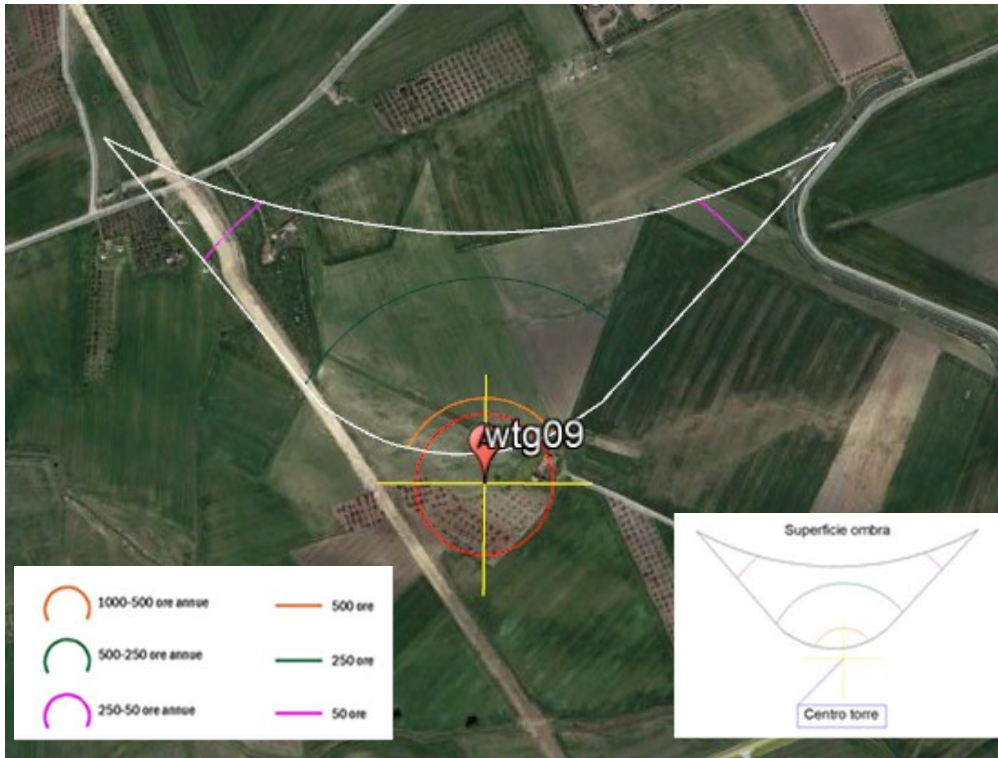 wtg09
Superficie ombra
1000-500 ore annue
500 ore
500-250 ore annue
250 ore
250-50 ore annue
50 ore
Centro torre